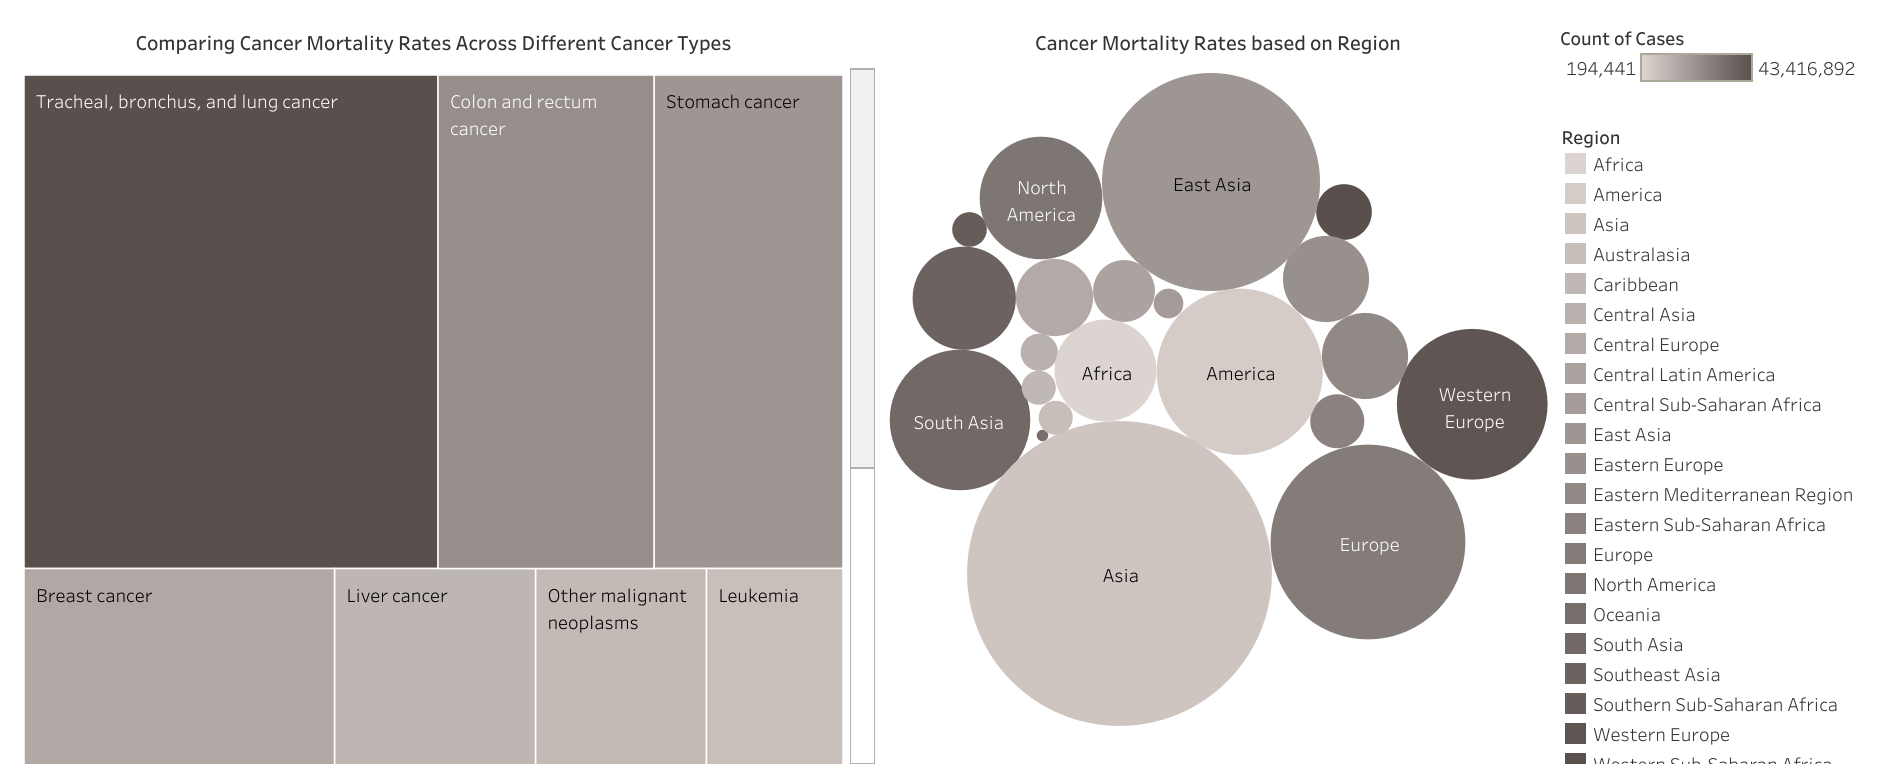 Comparing Cancer Mortality Rates Across Different Cancer Types
Tracheal, bronchus, and lung cancer
Colon and rectum
cancer
Stomach cancer
Breast cancer
Liver cancer
Other malignant
neoplasms
Leukemia
Cancer Mortality Rates based on Region
North
America
East Asia
Africa
America
South Asia
Western
Europe
Asia
Europe
Count of Cases
194,441
43,416,892
Region
Africa
America
Asia
Australasia
Caribbean
Central Asia
Central Europe
Central Latin America
Central Sub-Saharan Africa
East Asia
Eastern Europe
Eastern Mediterranean Region
Eastern Sub-Saharan Africa
Europe
North America
Oceania
South Asia
Southeast Asia
Southern Sub-Saharan Africa
Western Europe
Western Sub-Saharan Africa